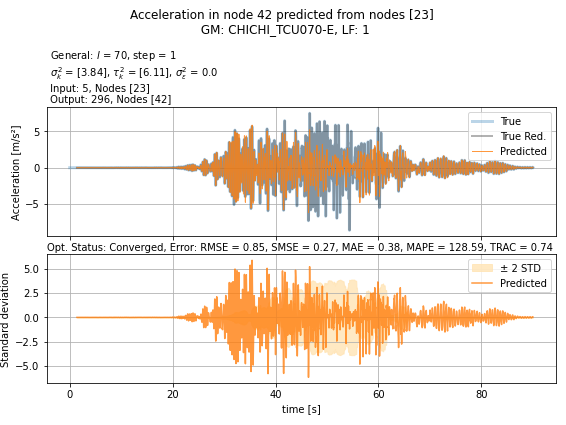 Acceleration in node 42 predicted from nodes [23]
GM: CHICHI_TCU070-E, LF: 1
General: l = 70, step = 1
σ²ₖ = [3.84], τ²ₖ = [6.11], σ²ε = 0.0
Input: 5, Nodes [23]
Output: 296, Nodes [42]
True
True Red.
Predicted
Acceleration [m/s²]
5
0
−5
Opt. Status: Converged, Error: RMSE = 0.85, SMSE = 0.27, MAE = 0.38, MAPE = 128.59, TRAC = 0.74
± 2 STD
Predicted
Standard deviation
5.0
2.5
0.0
−2.5
−5.0
0 20 40 60 80
time [s]